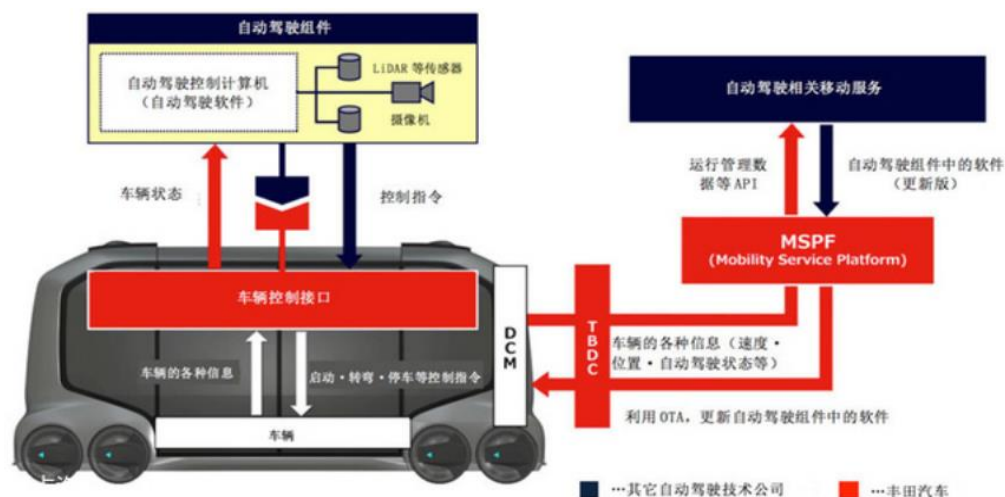 自动驾驶组件
自动驾驶控制计算机
（自动驾驶软件）
LiDAR 等传感器
摄像机
自动驾驶相关移动服务
车辆状态
控制指令
运行管理数
据等API
自动驾驶组件中的软件
（更新版）
MSPF
(Mobility Service Platform)
车辆控制接口
DCM
TBDC
车辆的各种信息
启动·转弯·停车等控制指令
车辆的各种信息（速度·
位置·自动驾驶状态等）
车辆
利用OTA，更新自动驾驶组件中的软件
…其它自动驾驶技术公司
…丰田汽车